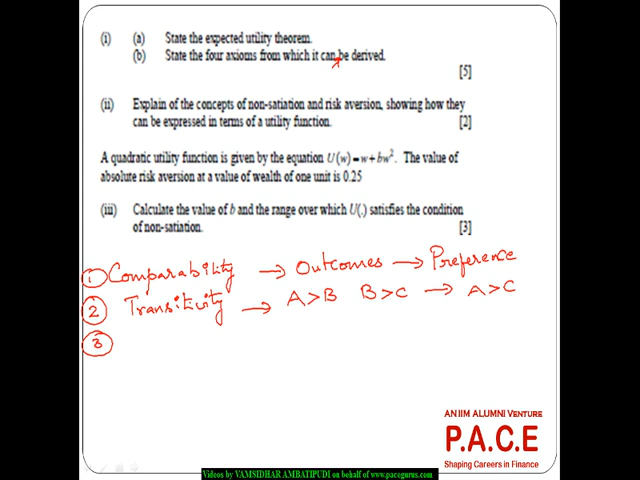 (i) (a) State the expected utility theorem.
(b) State the four axioms from which it can be derived.
[5]
(ii) Explain of the concepts of non-satiation and risk aversion, showing how they
can be expressed in terms of a utility function. [2]
A quadratic utility function is given by the equation U(w)=w+bw². The value of
absolute risk aversion at a value of wealth of one unit is 0.25
(iii) Calculate the value of b and the range over which U(.) satisfies the condition
of non-satiation. [3]
① Comparability → Outcomes → Preference
② Transitivity → A>B B>C → A>C
③
ANIIM ALUMNI VENTURE
P.A.C.E
Shaping Careers in Finance
Videos by VAMSIDHAR AMBATIPUDI on behalf of www.pacegurus.com